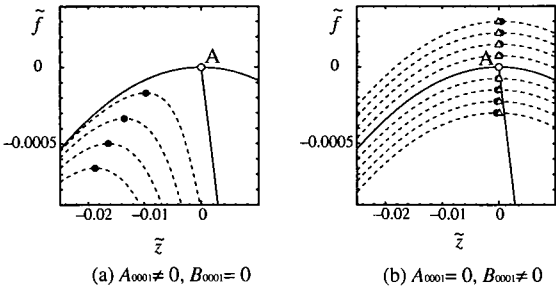 (a)
f̃
A
0
−0.0005
−0.02 −0.01 0
z̃
(a) A0001≠ 0, B0001= 0
(b)
f̃
A
0
−0.0005
−0.02 −0.01 0
z̃
(b) A0001= 0, B0001≠ 0